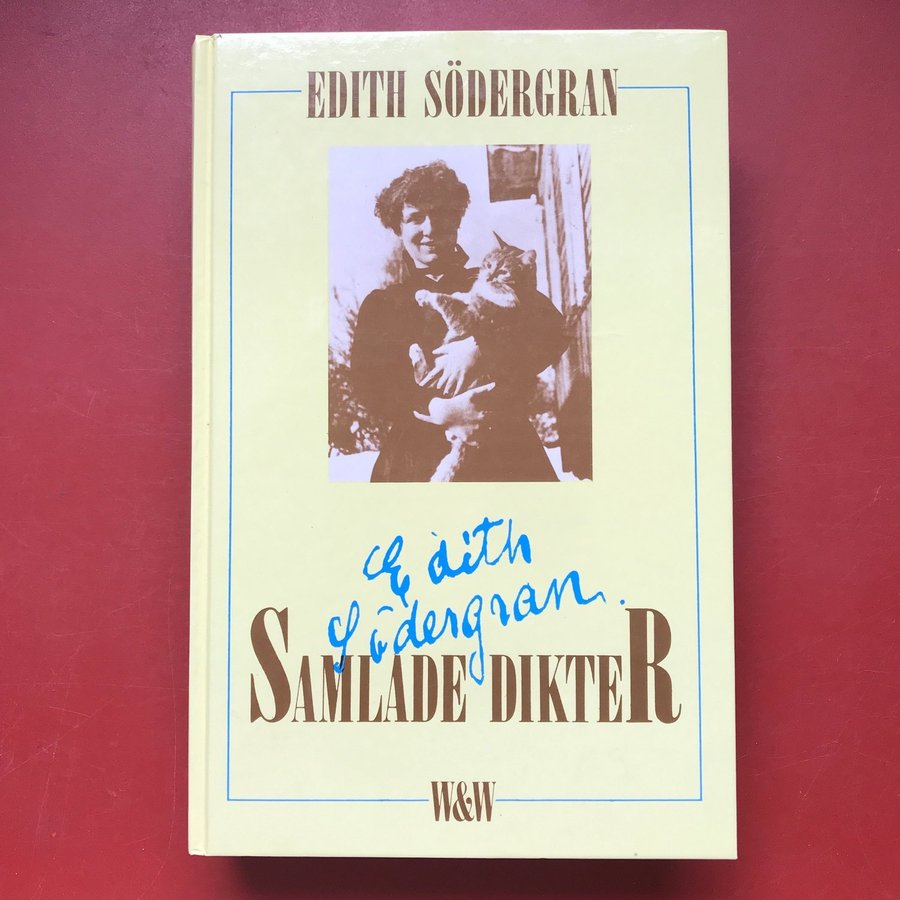 EDITH SÖDERGRAN
Edith
Södergran.
SAMLADE DIKTER
W&W